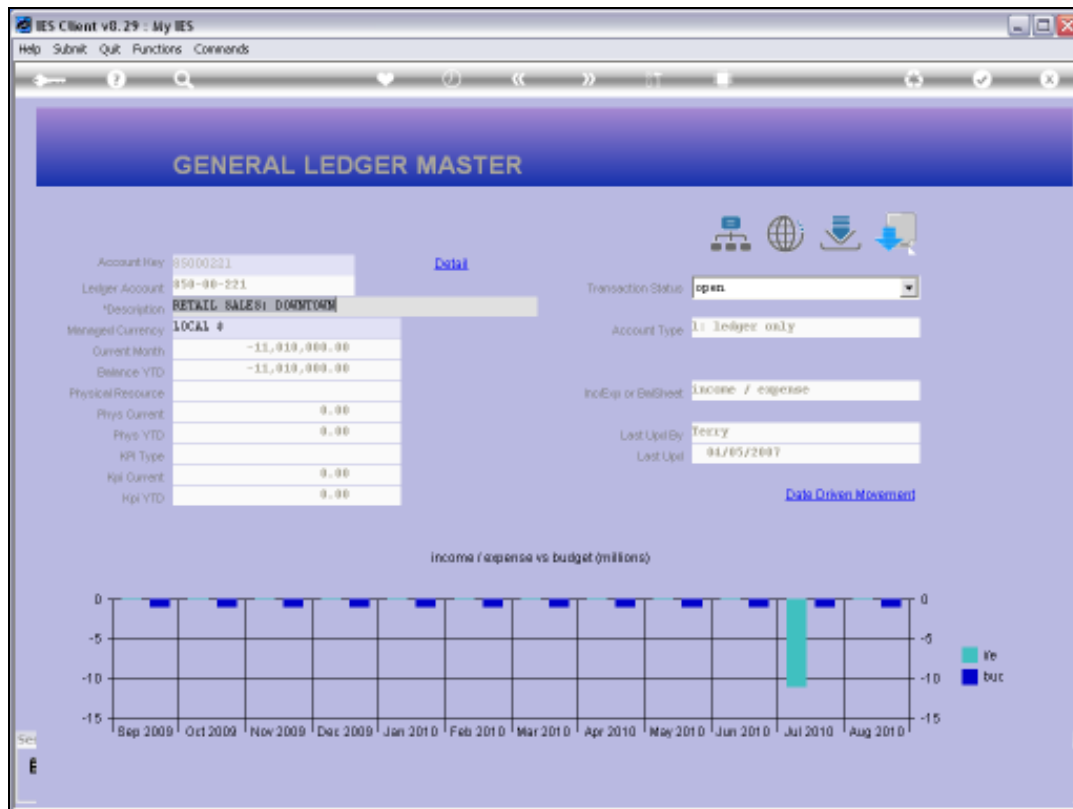 IES Client v8.29 : My IES
Help Submit Quit Functions Commands
GENERAL LEDGER MASTER
Account Key 85000221 Detail
Ledger Account 850-00-221 Transaction Status open
*Description RETAIL SALES: DOWNTOWN
Managed Currency LOCAL # Account Type 1: ledger only
Current Month -11,010,000.00
Balance YTD -11,010,000.00
Physical Resource Inc/Exp or BalSheet income / expense
Phys Current 0.00
Phys YTD 0.00 Last Upd By Terry
KPI Type Last Upd 04/05/2007
Kpi Current 0.00
Kpi YTD 0.00 Date Driven Movement
income / expense vs budget (millions)
0 0
-5 -5
-10 -10
-15 -15
i/e
buc
Sep 2009 Oct 2009 Nov 2009 Dec 2009 Jan 2010 Feb 2010 Mar 2010 Apr 2010 May 2010 Jun 2010 Jul 2010 Aug 2010